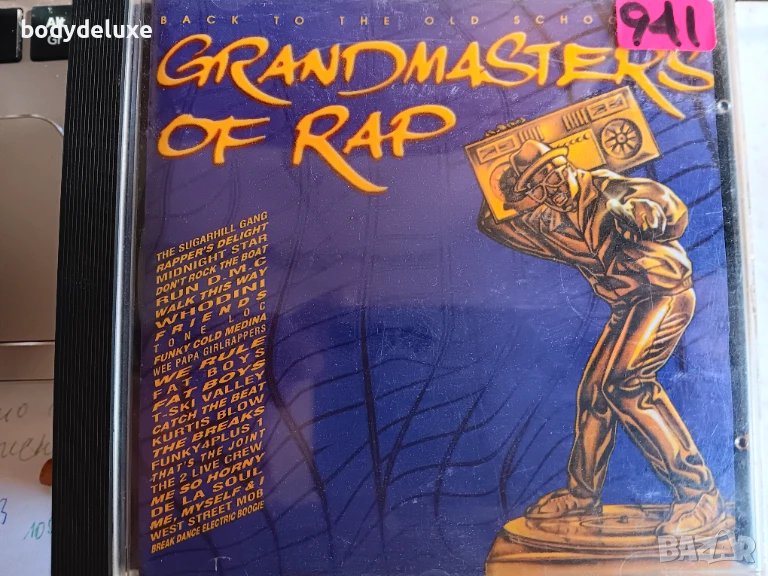 bodydeluxe
BACK TO THE OLD SCHOO
941
GRANDMASTERS
OF RAP
THE SUGARHILL GANG
RAPPER'S DELIGHT
MIDNIGHT STAR
DON'T ROCK THE BOAT
RUN D.M.C
WALK THIS WAY
WHODINI
FRIENDS
TONE LOC
FUNKY COLD MEDINA
WEE PAPA GIRLRAPPERS
WE RULE
FAT BOYS
FAT BOYS
T-SKI VALLEY
CATCH THE BEAT
KURTIS BLOW
THE BREAKS
FUNKY4PLUS 1
THAT'S THE JOINT
THE 2 LIVE CREW
ME SO HORNY
DE LA SOUL
ME, MYSELF & I
WEST STREET MOB
BREAK DANCE ELECTRIC BOOGIE
BAZAR